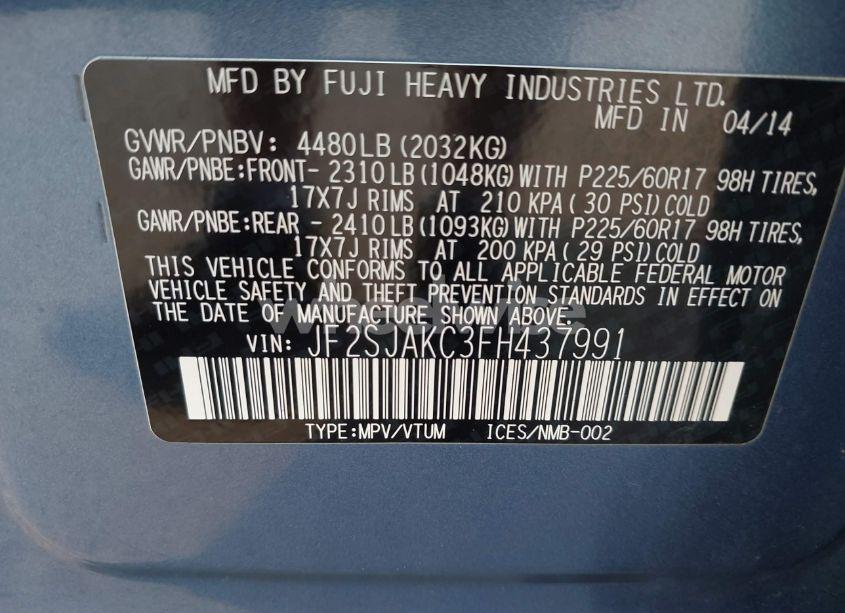 MFD BY FUJI HEAVY INDUSTRIES LTD.
MFD IN 04/14
GVWR/PNBV: 4480LB(2032KG)
GAWR/PNBE:FRONT- 2310LB(1048KG)WITH P225/60R17 98H TIRES,
17X7J RIMS AT 210 KPA( 30 PSI)COLD
GAWR/PNBE:REAR - 2410LB(1093KG)WITH P225/60R17 98H TIRES,
17X7J RIMS AT 200 KPA( 29 PSI)COLD
THIS VEHICLE CONFORMS TO ALL APPLICABLE FEDERAL MOTOR
VEHICLE SAFETY AND THEFT PREVENTION STANDARDS IN EFFECT ON
THE DATE OF MANUFACTURE SHOWN ABOVE.
VIN: JF2SJAKC3FH437991
TYPE:MPV/VTUM ICES/NMB-002